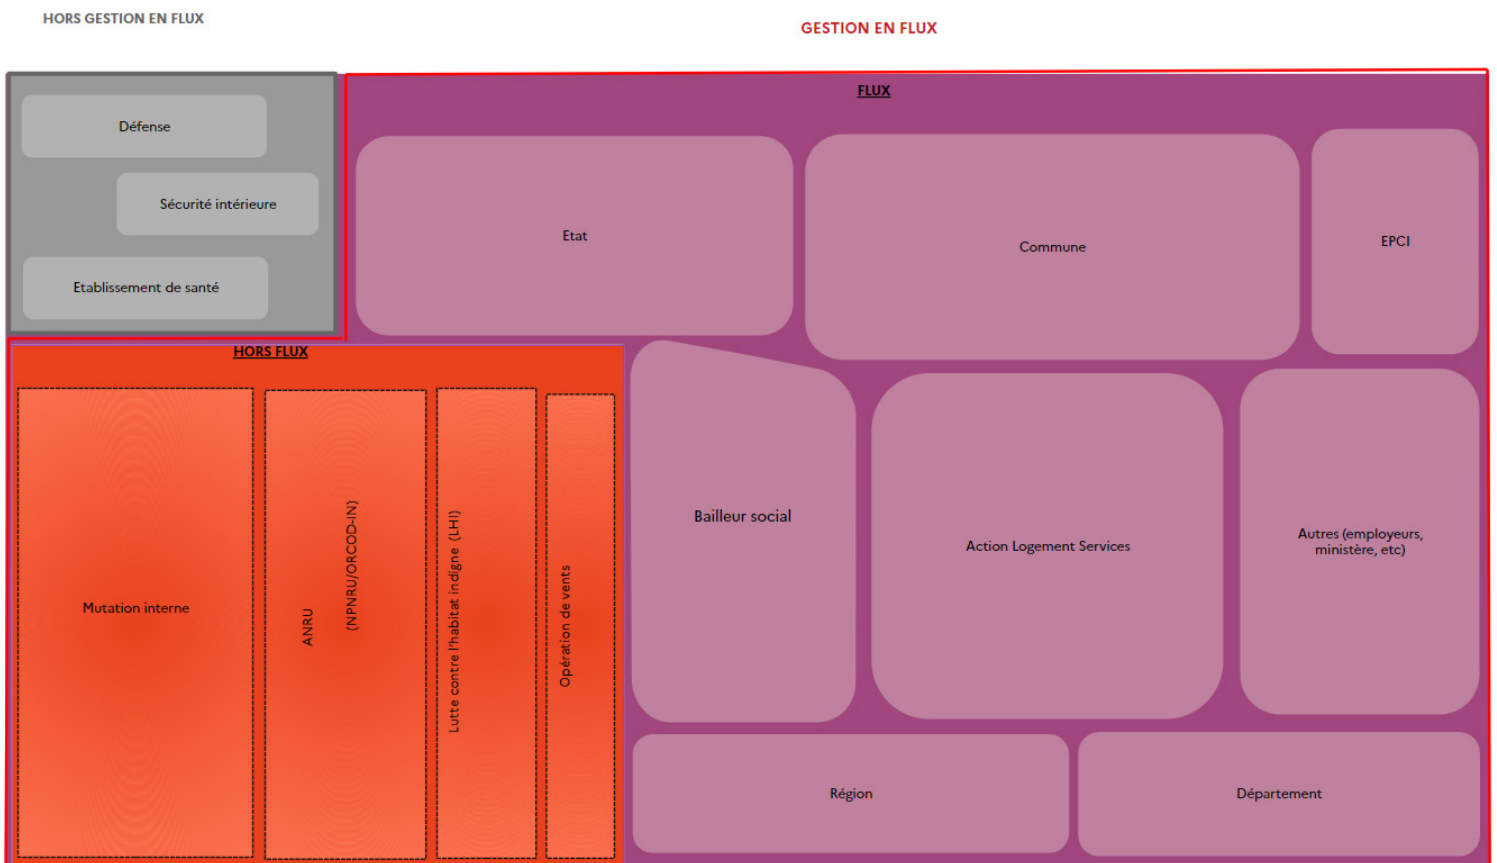 HORS GESTION EN FLUX
GESTION EN FLUX
Défense
Sécurité intérieure
Etablissement de santé
FLUX
Etat
Commune
EPCI
HORS FLUX
Mutation interne
ANRU
(NPNRU/ORCOD-IN)
Lutte contre l'habitat indigne (LHI)
Opération de vents
Bailleur social
Action Logement Services
Autres (employeurs,
ministère, etc)
Région
Département